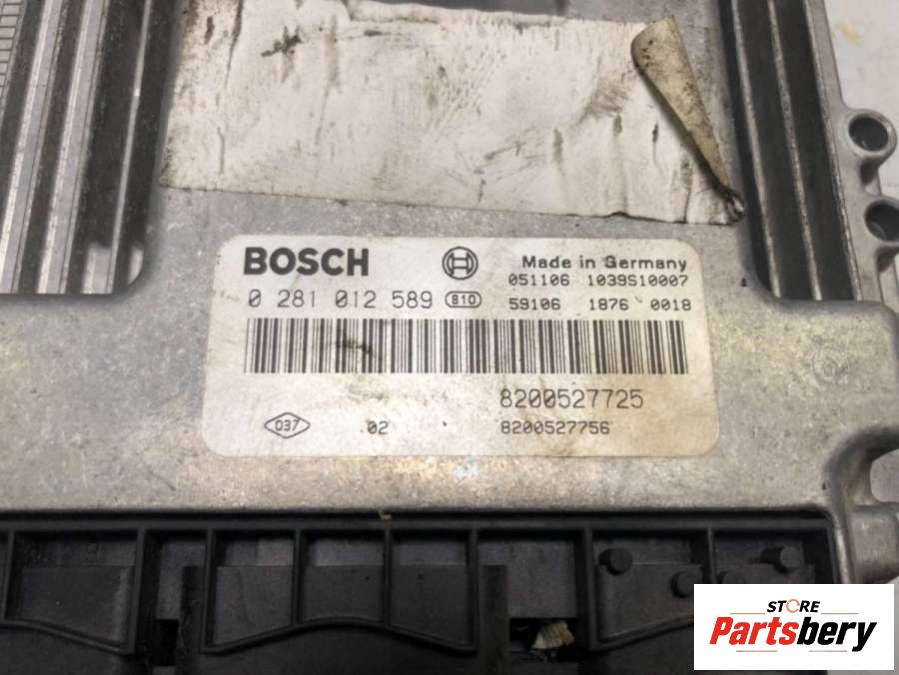 BOSCH Made in Germany
051106 1039S10007
0 281 012 589 B10 59106 1876 0018
8200527725
037 02 8200527756
STORE
Partsbery